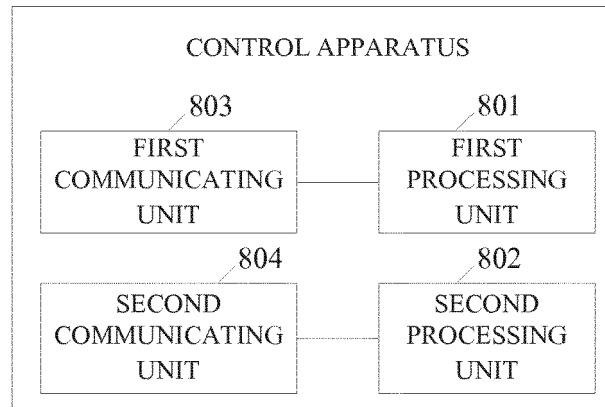 CONTROL APPARATUS
803
FIRST
COMMUNICATING
UNIT
801
FIRST
PROCESSING
UNIT
804
SECOND
COMMUNICATING
UNIT
802
SECOND
PROCESSING
UNIT